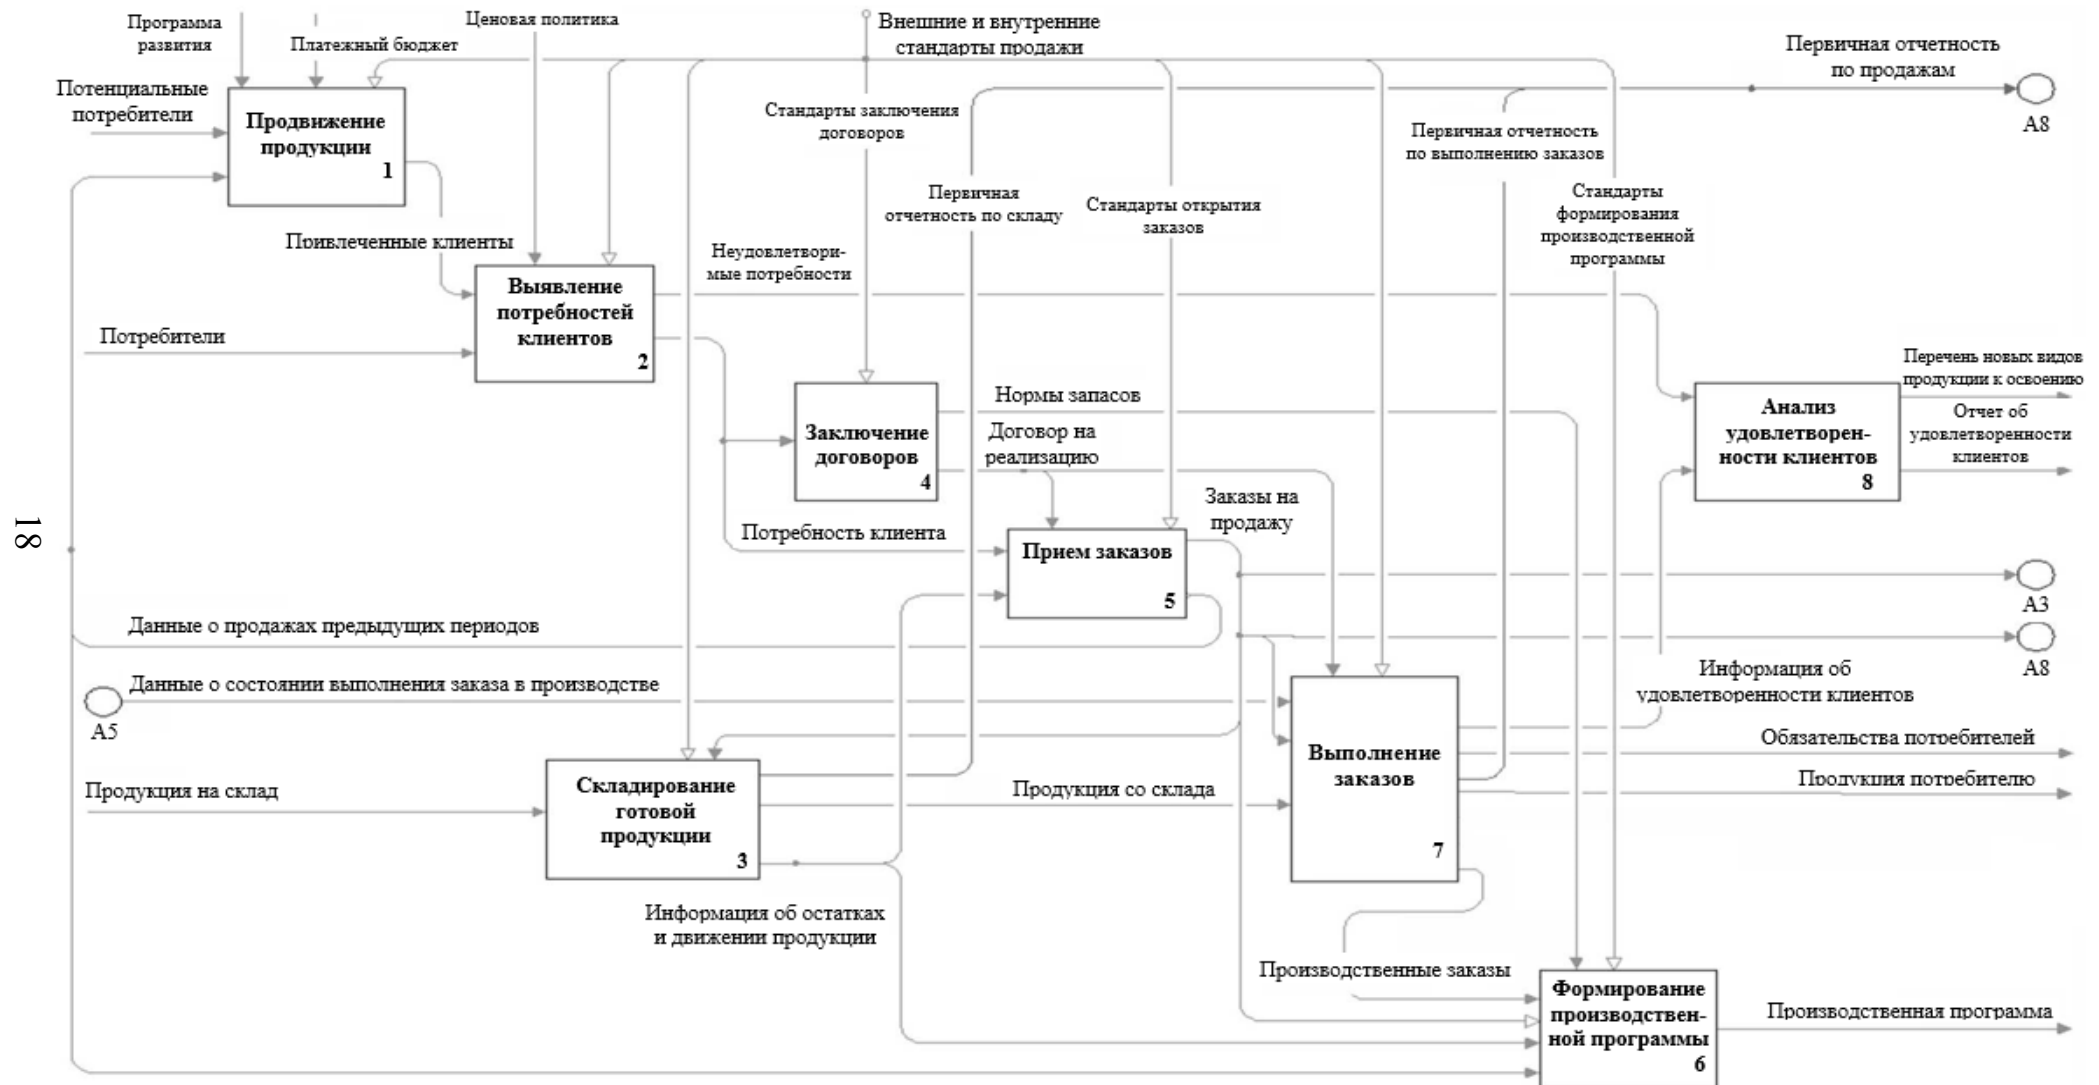 Программа
развития
Платежный бюджет
Ценовая политика
Внешние и внутренние
стандарты продажи
Первичная отчетность
по продажам
А8
Потенциальные
потребители
Продвижение
продукции
1
Стандарты заключения
договоров
Первичная отчетность
по выполнению заказов
Первичная
отчетность по складу
Стандарты открытия
заказов
Стандарты
формирования
производственной
программы
Привлеченные клиенты
Неудовлетвори-
мые потребности
Выявление
потребностей
клиентов
2
Потребители
Нормы запасов
Договор на
реализацию
Заключение
договоров
4
Перечень новых видов
продукции к освоению
Отчет об
удовлетворенности
клиентов
Анализ
удовлетворен-
ности клиентов
8
18
Потребность клиента
Заказы на
продажу
Прием заказов
5
А3
А8
Данные о продажах предыдущих периодов
Данные о состоянии выполнения заказа в производстве
А5
Информация об
удовлетворенности клиентов
Обязательства потребителей
Продукция потребителю
Выполнение
заказов
7
Продукция на склад
Складирование
готовой
продукции
3
Продукция со склада
Информация об остатках
и движении продукции
Производственные заказы
Формирование
производствен-
ной программы
6
Производственная программа